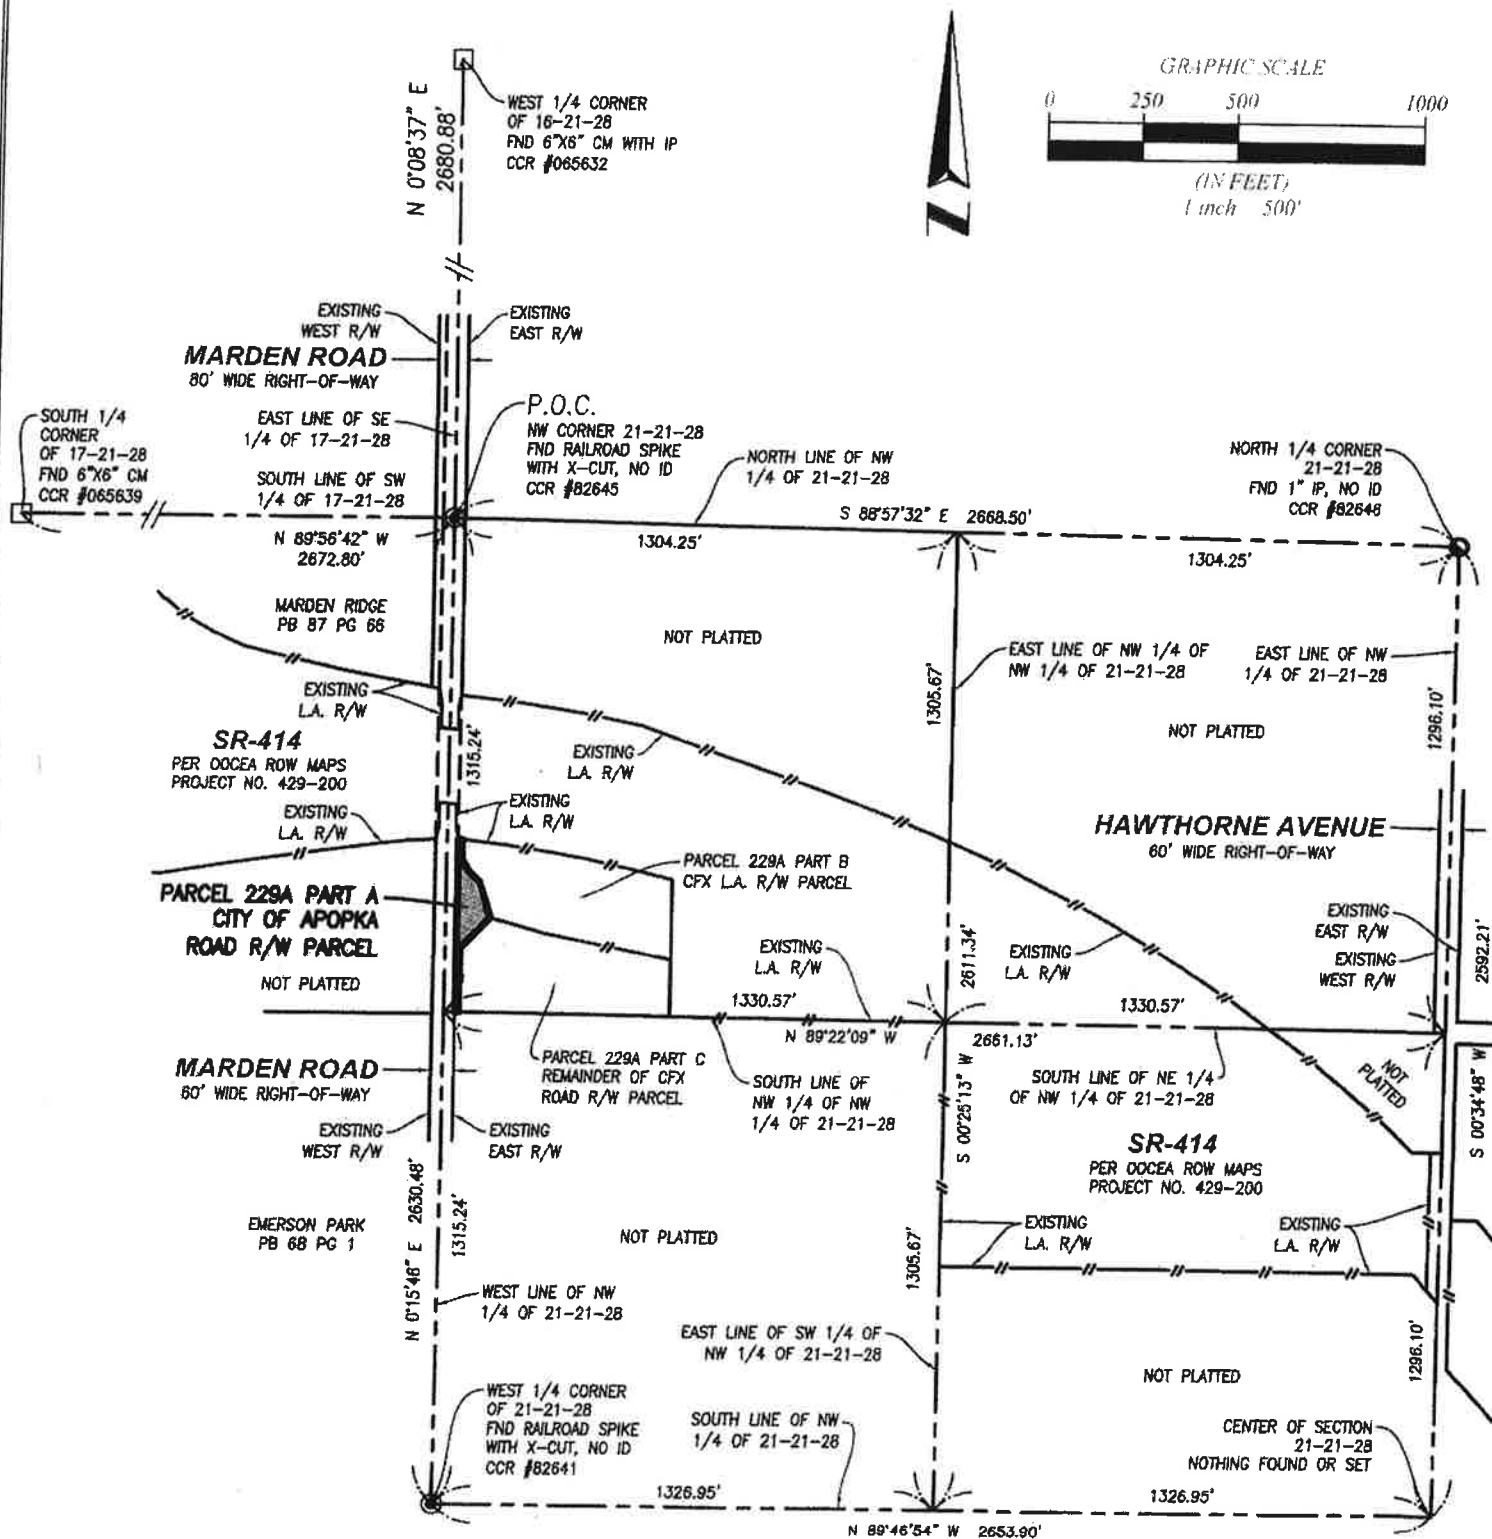 GRAPHIC SCALE
0 250 500 1000
(IN FEET)
1 inch 500'
N
N 0°08'37" E
2680.88'
WEST 1/4 CORNER
OF 16-21-28
FND 6"X6" CM WITH IP
CCR #065632
EXISTING
WEST R/W
EXISTING
EAST R/W
MARDEN ROAD
80' WIDE RIGHT-OF-WAY
SOUTH 1/4
CORNER
OF 17-21-28
FND 6"X6" CM
CCR #065639
EAST LINE OF SE
1/4 OF 17-21-28
SOUTH LINE OF SW
1/4 OF 17-21-28
P.O.C.
NW CORNER 21-21-28
FND RAILROAD SPIKE
WITH X-CUT, NO ID
CCR #82645
NORTH LINE OF NW
1/4 OF 21-21-28
NORTH 1/4 CORNER
21-21-28
FND 1" IP, NO ID
CCR #82646
N 89°56'42" W
2672.80'
S 88°57'32" E 2668.50'
1304.25'
1304.25'
MARDEN RIDGE
PB 87 PG 66
NOT PLATTED
EAST LINE OF NW 1/4 OF
NW 1/4 OF 21-21-28
EAST LINE OF NW
1/4 OF 21-21-28
1305.67'
1296.10'
NOT PLATTED
EXISTING
L.A. R/W
SR-414
PER OOCEA ROW MAPS
PROJECT NO. 429-200
1315.24'
EXISTING
L.A. R/W
EXISTING
L.A. R/W
EXISTING
L.A. R/W
HAWTHORNE AVENUE
60' WIDE RIGHT-OF-WAY
PARCEL 229A PART B
CFX L.A. R/W PARCEL
PARCEL 229A PART A
CITY OF APOPKA
ROAD R/W PARCEL
NOT PLATTED
EXISTING
L.A. R/W
2611.34'
EXISTING
L.A. R/W
EXISTING
EAST R/W
EXISTING
WEST R/W
2592.21'
1330.57'
1330.57'
N 89°22'09" W
2661.13'
MARDEN ROAD
60' WIDE RIGHT-OF-WAY
PARCEL 229A PART C
REMAINDER OF CFX
ROAD R/W PARCEL
SOUTH LINE OF
NW 1/4 OF NW
1/4 OF 21-21-28
S 00°25'13" W
SOUTH LINE OF NE 1/4
OF NW 1/4 OF 21-21-28
NOT
PLATTED
S 00°34'48" W
EXISTING
WEST R/W
EXISTING
EAST R/W
SR-414
PER OOCEA ROW MAPS
PROJECT NO. 429-200
EMERSON PARK
PB 68 PG 1
N 0°15'46" E 2630.48'
1315.24'
NOT PLATTED
1305.67'
EXISTING
L.A. R/W
EXISTING
L.A. R/W
WEST LINE OF NW
1/4 OF 21-21-28
EAST LINE OF SW 1/4 OF
NW 1/4 OF 21-21-28
1296.10'
NOT PLATTED
WEST 1/4 CORNER
OF 21-21-28
FND RAILROAD SPIKE
WITH X-CUT, NO ID
CCR #82641
SOUTH LINE OF NW
1/4 OF 21-21-28
CENTER OF SECTION
21-21-28
NOTHING FOUND OR SET
1326.95'
1326.95'
N 89°46'54" W 2653.90'